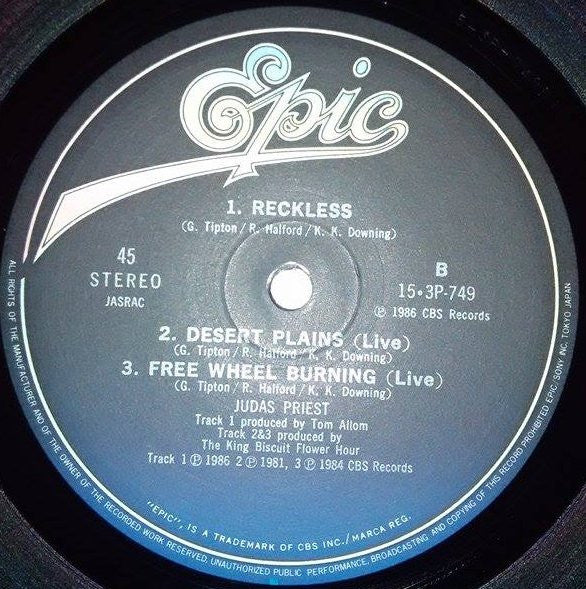 Epic
1. RECKLESS
(G. Tipton/R. Halford/K. K. Downing)
45
STEREO
JASRAC
B
15・3P-749
Ⓟ 1986 CBS Records
2. DESERT PLAINS (Live)
(G. Tipton/R. Halford/K. K. Downing)
3. FREE WHEEL BURNING (Live)
(G. Tipton/R. Halford/K. K. Downing)
JUDAS PRIEST
Track 1 produced by Tom Allom
Track 2&3 produced by
The King Biscuit Flower Hour
Track 1 Ⓟ 1986 2 Ⓟ 1981, 3 Ⓟ 1984 CBS Records
"EPIC", IS A TRADEMARK OF CBS INC./MARCA REG.
ALL RIGHTS OF THE MANUFACTURER AND OF THE OWNER OF THE RECORDED WORK RESERVED. UNAUTHORIZED PUBLIC PERFORMANCE, BROADCASTING AND COPYING OF THIS RECORD PROHIBITED EPIC. SONY INC. TOKYO JAPAN